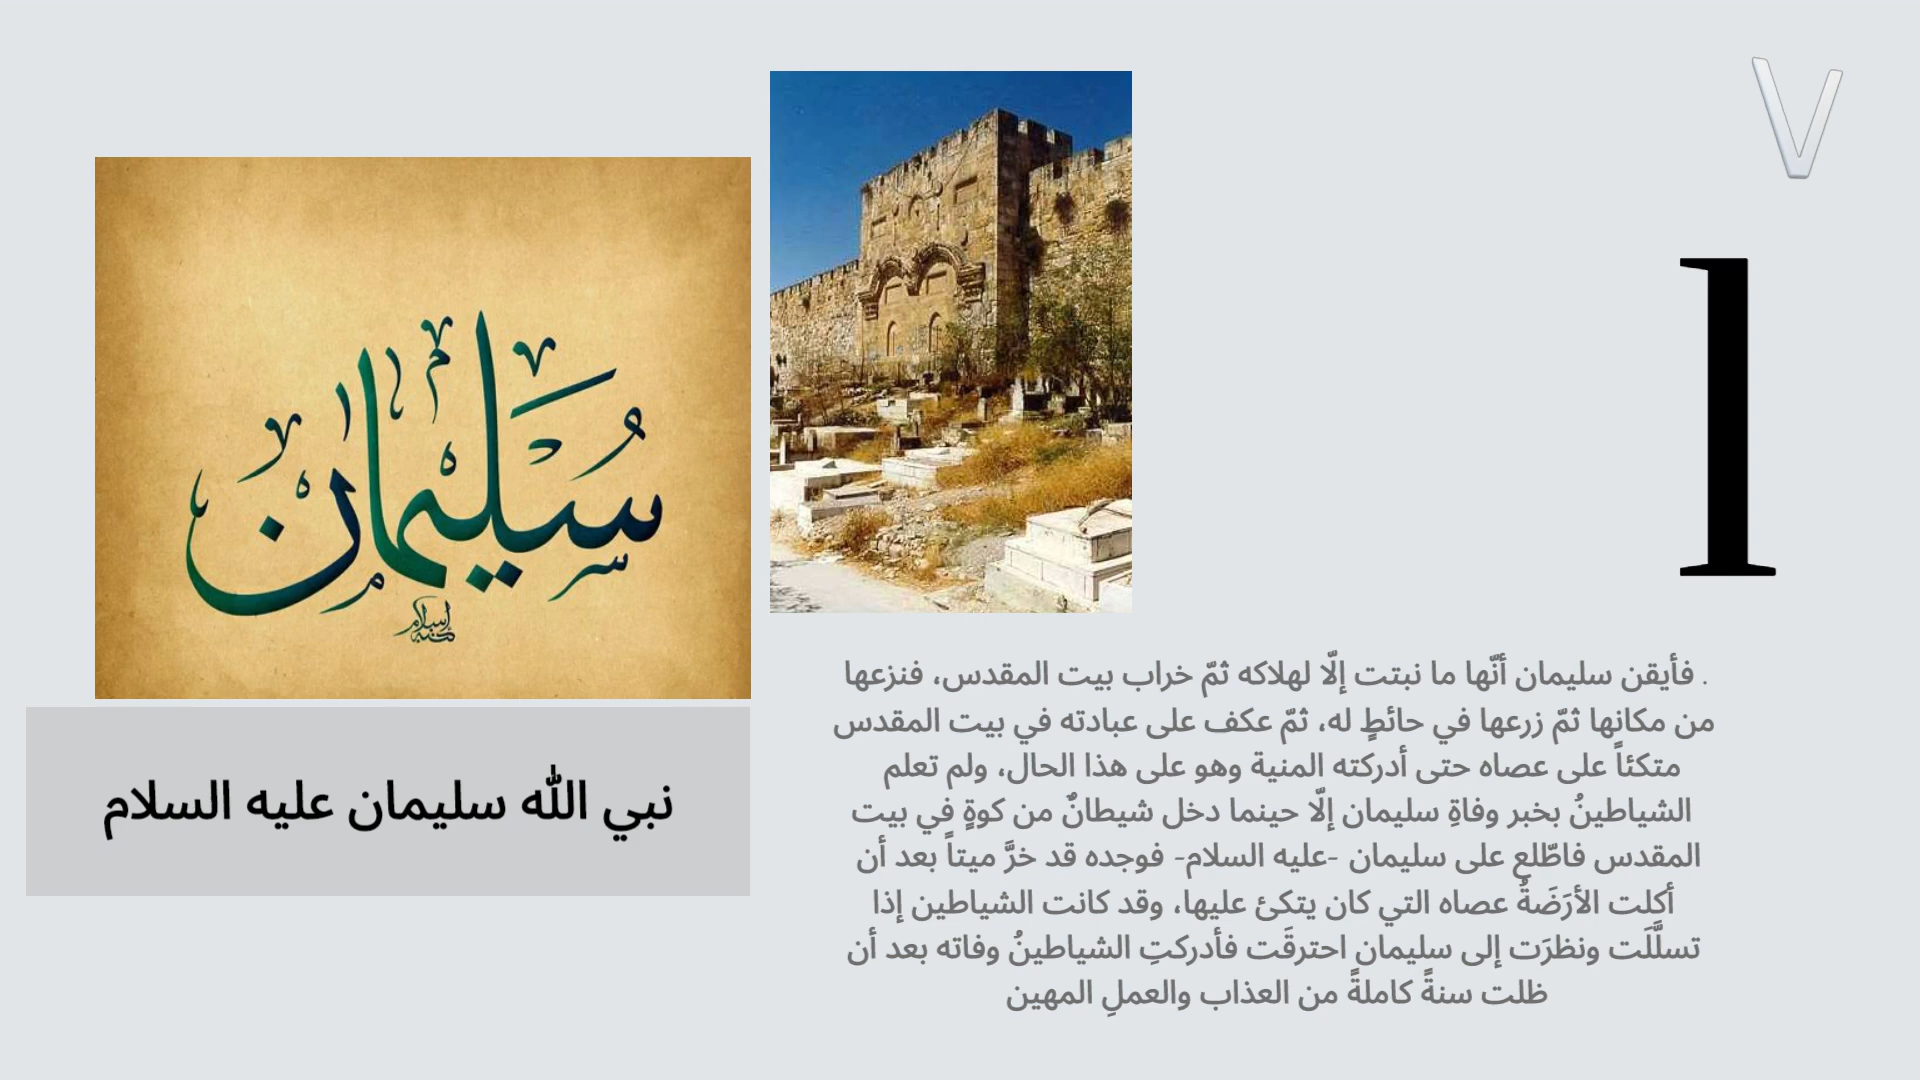 V
l
سُلَيْمَان
نبي الله سليمان عليه السلام
. فأيقن سليمان أنّها ما نبتت إلّا لهلاكه ثمّ خراب بيت المقدس، فنزعها
من مكانها ثمّ زرعها في حائطٍ له، ثمّ عكف على عبادته في بيت المقدس
متكئاً على عصاه حتى أدركته المنية وهو على هذا الحال، ولم تعلم
الشياطينُ بخبر وفاةِ سليمان إلّا حينما دخل شيطانٌ من كوةٍ في بيت
المقدس فاطّلع على سليمان -عليه السلام- فوجده قد خرَّ ميتاً بعد أن
أكلت الأرَضَةُ عصاه التي كان يتكئ عليها، وقد كانت الشياطين إذا
تسلَّلَت ونظرَت إلى سليمان احترقَت فأدركتِ الشياطينُ وفاته بعد أن
ظلت سنةً كاملةً من العذاب والعملِ المهين